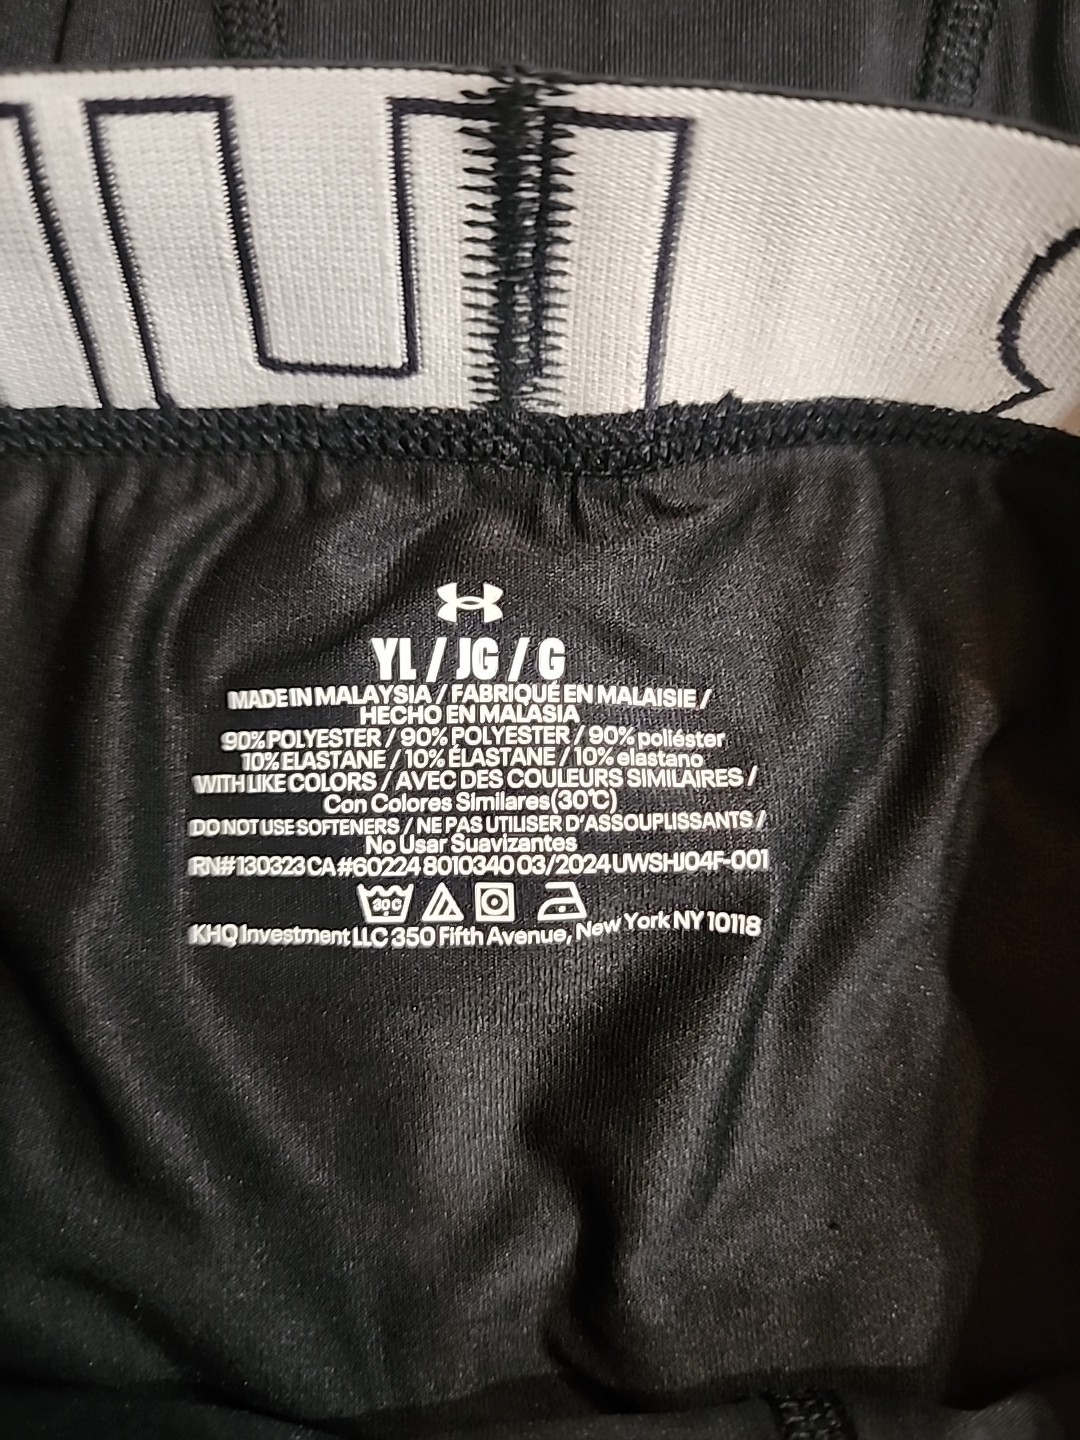 YL / JG / G
MADE IN MALAYSIA / FABRIQUÉ EN MALAISIE /
HECHO EN MALASIA
90% POLYESTER / 90% POLYESTER / 90% poliéster
10% ELASTANE / 10% ÉLASTANE / 10% elastano
WITH LIKE COLORS / AVEC DES COULEURS SIMILAIRES /
Con Colores Similares(30°C)
DO NOT USE SOFTENERS / NE PAS UTILISER D'ASSOUPLISSANTS /
No Usar Suavizantes
RN# 130323 CA #60224 8010340 03/2024 UWSHJ04F-001
30C
KHQ Investment LLC 350 Fifth Avenue, New York NY 10118